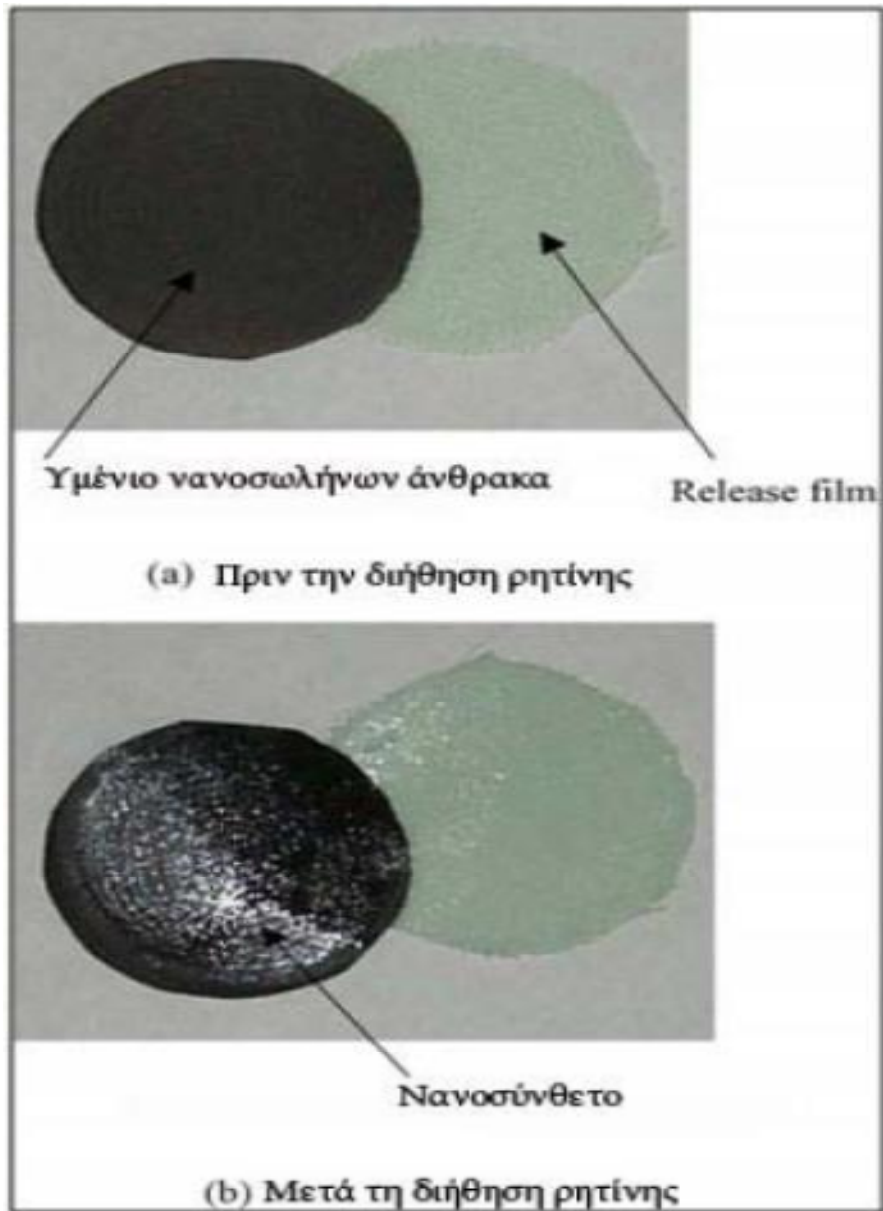 Υμένιο νανοσωλήνων άνθρακα
Release film
(a) Πριν την διήθηση ρητίνης
Νανοσύνθετο
(b) Μετά τη διήθηση ρητίνης